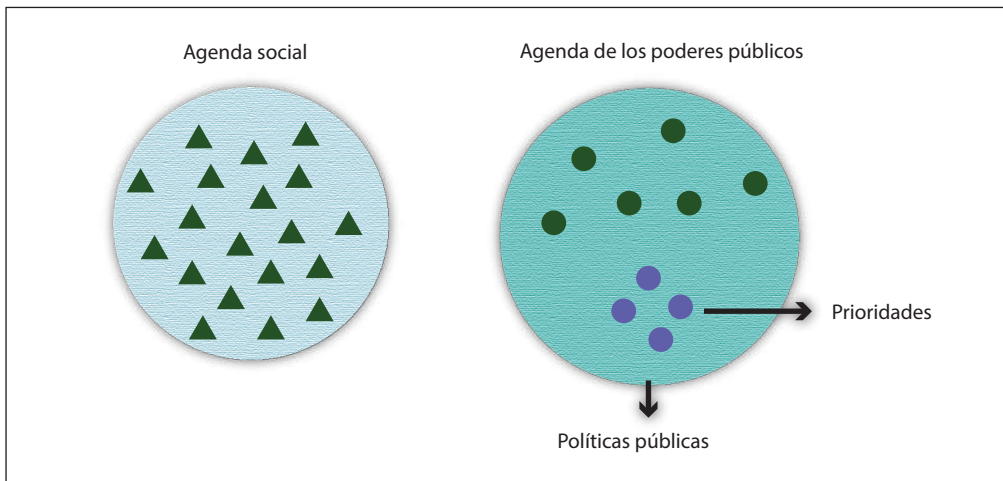 Agenda social
Agenda de los poderes públicos
Prioridades
Políticas públicas